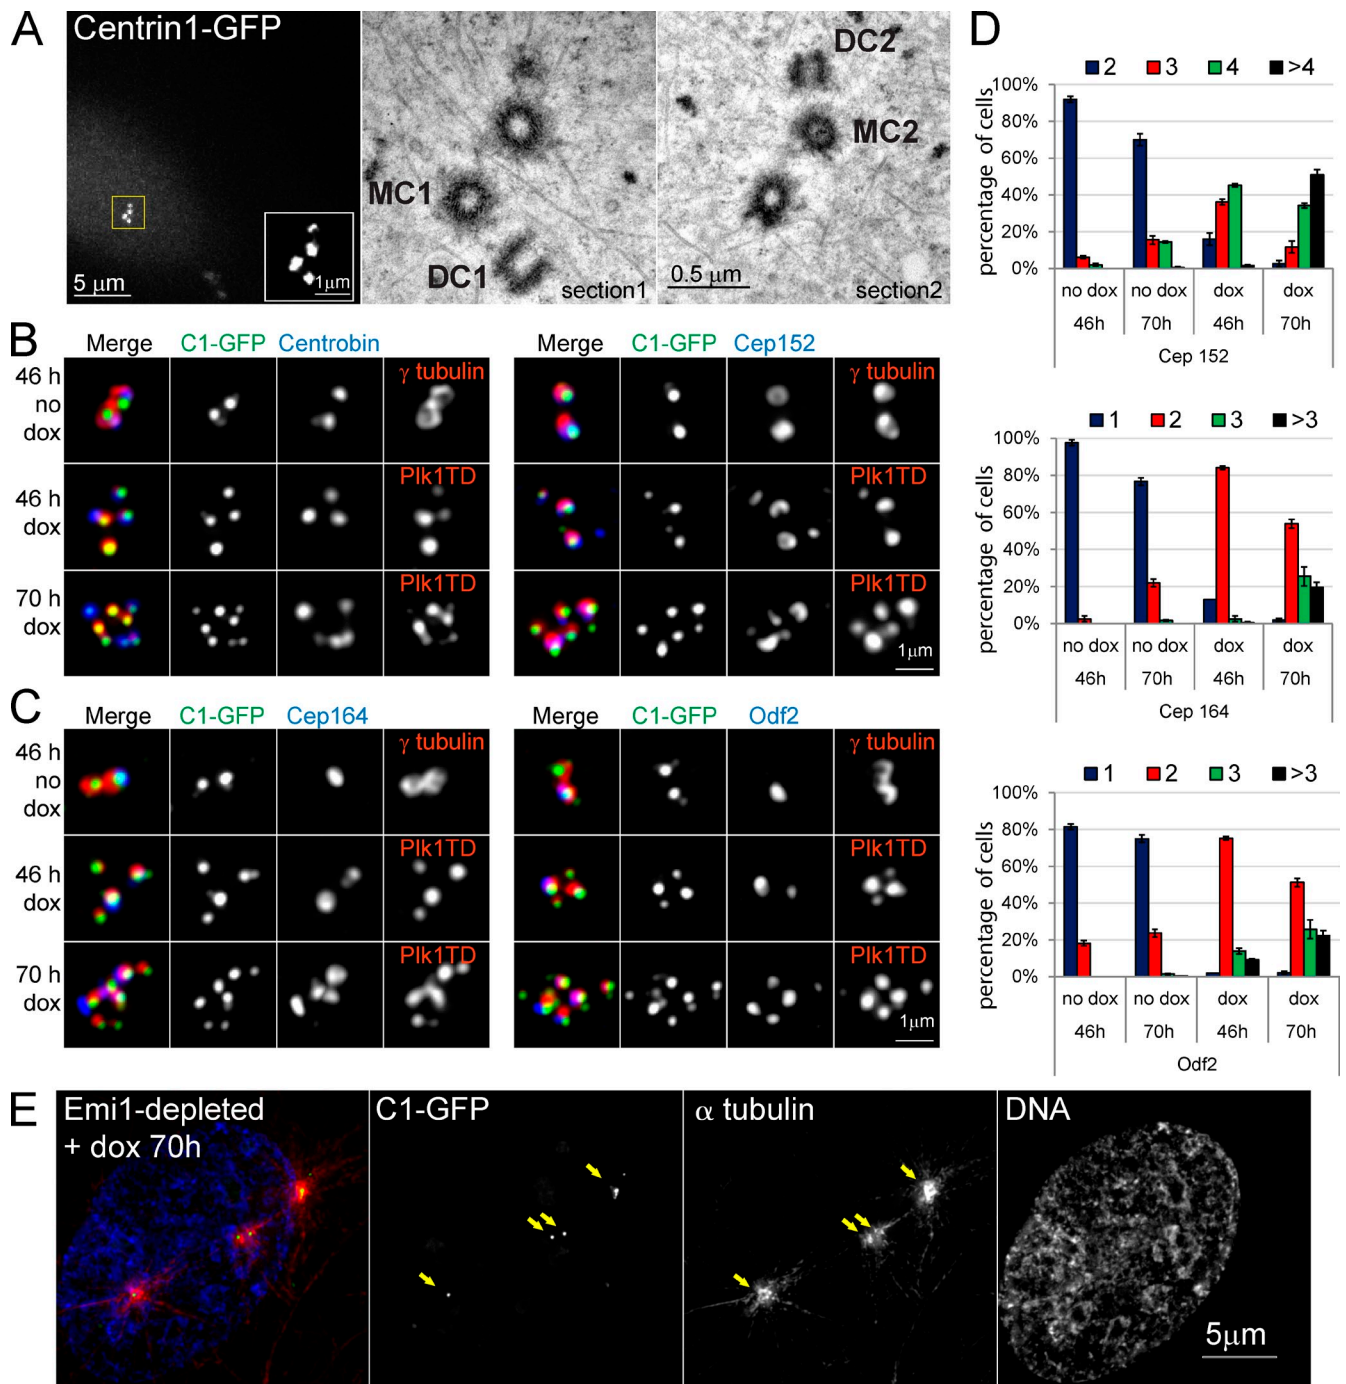 A
Centrin1-GFP
5 µm
1µm
MC1
DC1
section1
DC2
MC2
0.5 µm
section2
B
Merge C1-GFP Centrobin
Merge C1-GFP Cep152
46 h
no
dox
γ tubulin
γ tubulin
46 h
dox
Plk1TD
Plk1TD
70 h
dox
Plk1TD
Plk1TD
1µm
C
Merge C1-GFP Cep164
Merge C1-GFP Odf2
46 h
no
dox
γ tubulin
γ tubulin
46 h
dox
Plk1TD
Plk1TD
70 h
dox
Plk1TD
Plk1TD
1µm
D
2 3 4 >4
percentage of cells
100%
80%
60%
40%
20%
0%
no dox no dox dox dox
46h 70h 46h 70h
Cep 152
1 2 3 >3
percentage of cells
100%
80%
60%
40%
20%
0%
no dox no dox dox dox
46h 70h 46h 70h
Cep 164
1 2 3 >3
percentage of cells
100%
80%
60%
40%
20%
0%
no dox no dox dox dox
46h 70h 46h 70h
Odf2
E
Emi1-depleted
+ dox 70h
C1-GFP
α tubulin
DNA
5µm